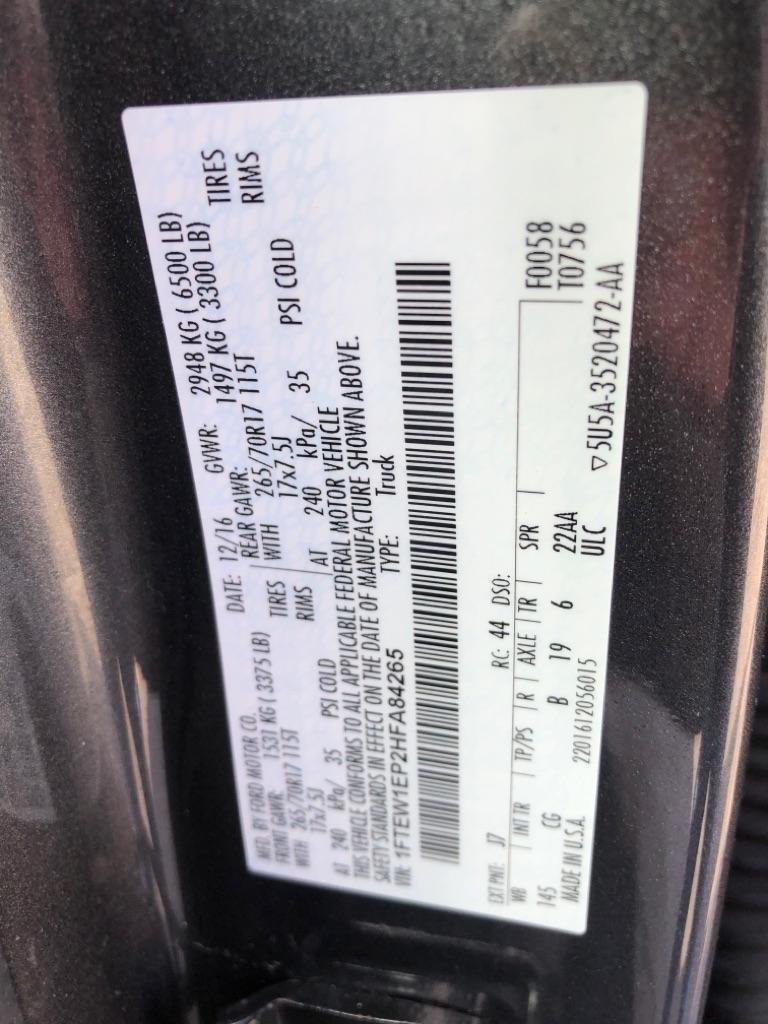 MFD. BY FORD MOTOR CO. DATE: 12/16 GVWR: 2948 KG ( 6500 LB)
FRONT GAWR: 1531 KG ( 3375 LB) REAR GAWR: 1497 KG ( 3300 LB)
WITH 265/70R17 115T TIRES WITH 265/70R17 115T TIRES
17x7.5J RIMS 17x7.5J RIMS
AT 240 kPa/ 35 PSI COLD AT 240 kPa/ 35 PSI COLD
THIS VEHICLE CONFORMS TO ALL APPLICABLE FEDERAL MOTOR VEHICLE
SAFETY STANDARDS IN EFFECT ON THE DATE OF MANUFACTURE SHOWN ABOVE.
VIN: 1FTEW1EP2HFA84265 TYPE: Truck
EXT PNT: J7 RC: 44 DSO:
WB INT TR TP/PS R AXLE TR SPR F0058
145 CG B 19 6 22AA T0756
MADE IN U.S.A. 2201612056015 ULC ▽5U5A-3520472-AA